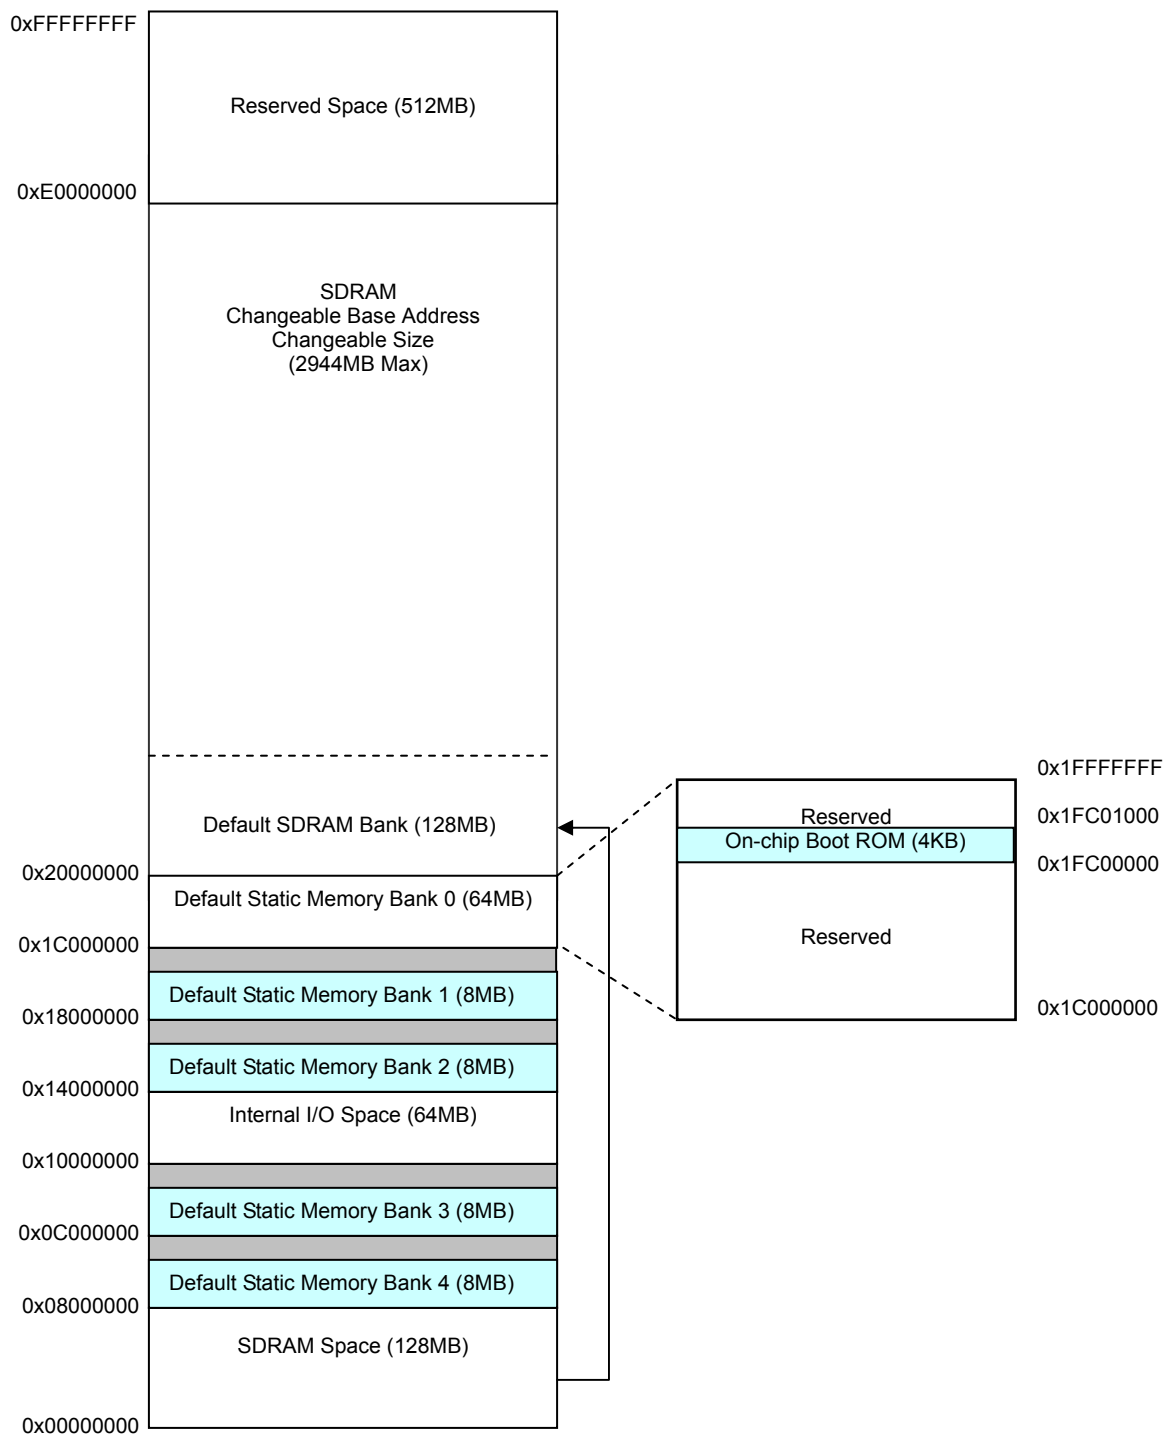 0xFFFFFFFF
Reserved Space (512MB)
0xE0000000
SDRAM
Changeable Base Address
Changeable Size
(2944MB Max)
Default SDRAM Bank (128MB)
0x20000000
Default Static Memory Bank 0 (64MB)
0x1C000000
Default Static Memory Bank 1 (8MB)
0x18000000
Default Static Memory Bank 2 (8MB)
0x14000000
Internal I/O Space (64MB)
0x10000000
Default Static Memory Bank 3 (8MB)
0x0C000000
Default Static Memory Bank 4 (8MB)
0x08000000
SDRAM Space (128MB)
0x00000000
0x1FFFFFFF
Reserved
0x1FC01000
On-chip Boot ROM (4KB)
0x1FC00000
Reserved
0x1C000000